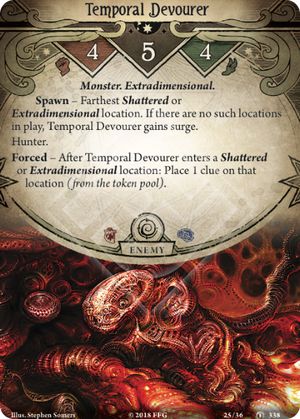 Temporal Devourer
4 5 4
Monster. Extradimensional.
Spawn – Farthest Shattered or
Extradimensional location. If there are no such locations
in play, Temporal Devourer gains surge.
Hunter.
Forced – After Temporal Devourer enters a Shattered
or Extradimensional location: Place 1 clue on that
location (from the token pool).
ENEMY
Illus. Stephen Somers
© 2018 FFG
25/36
338